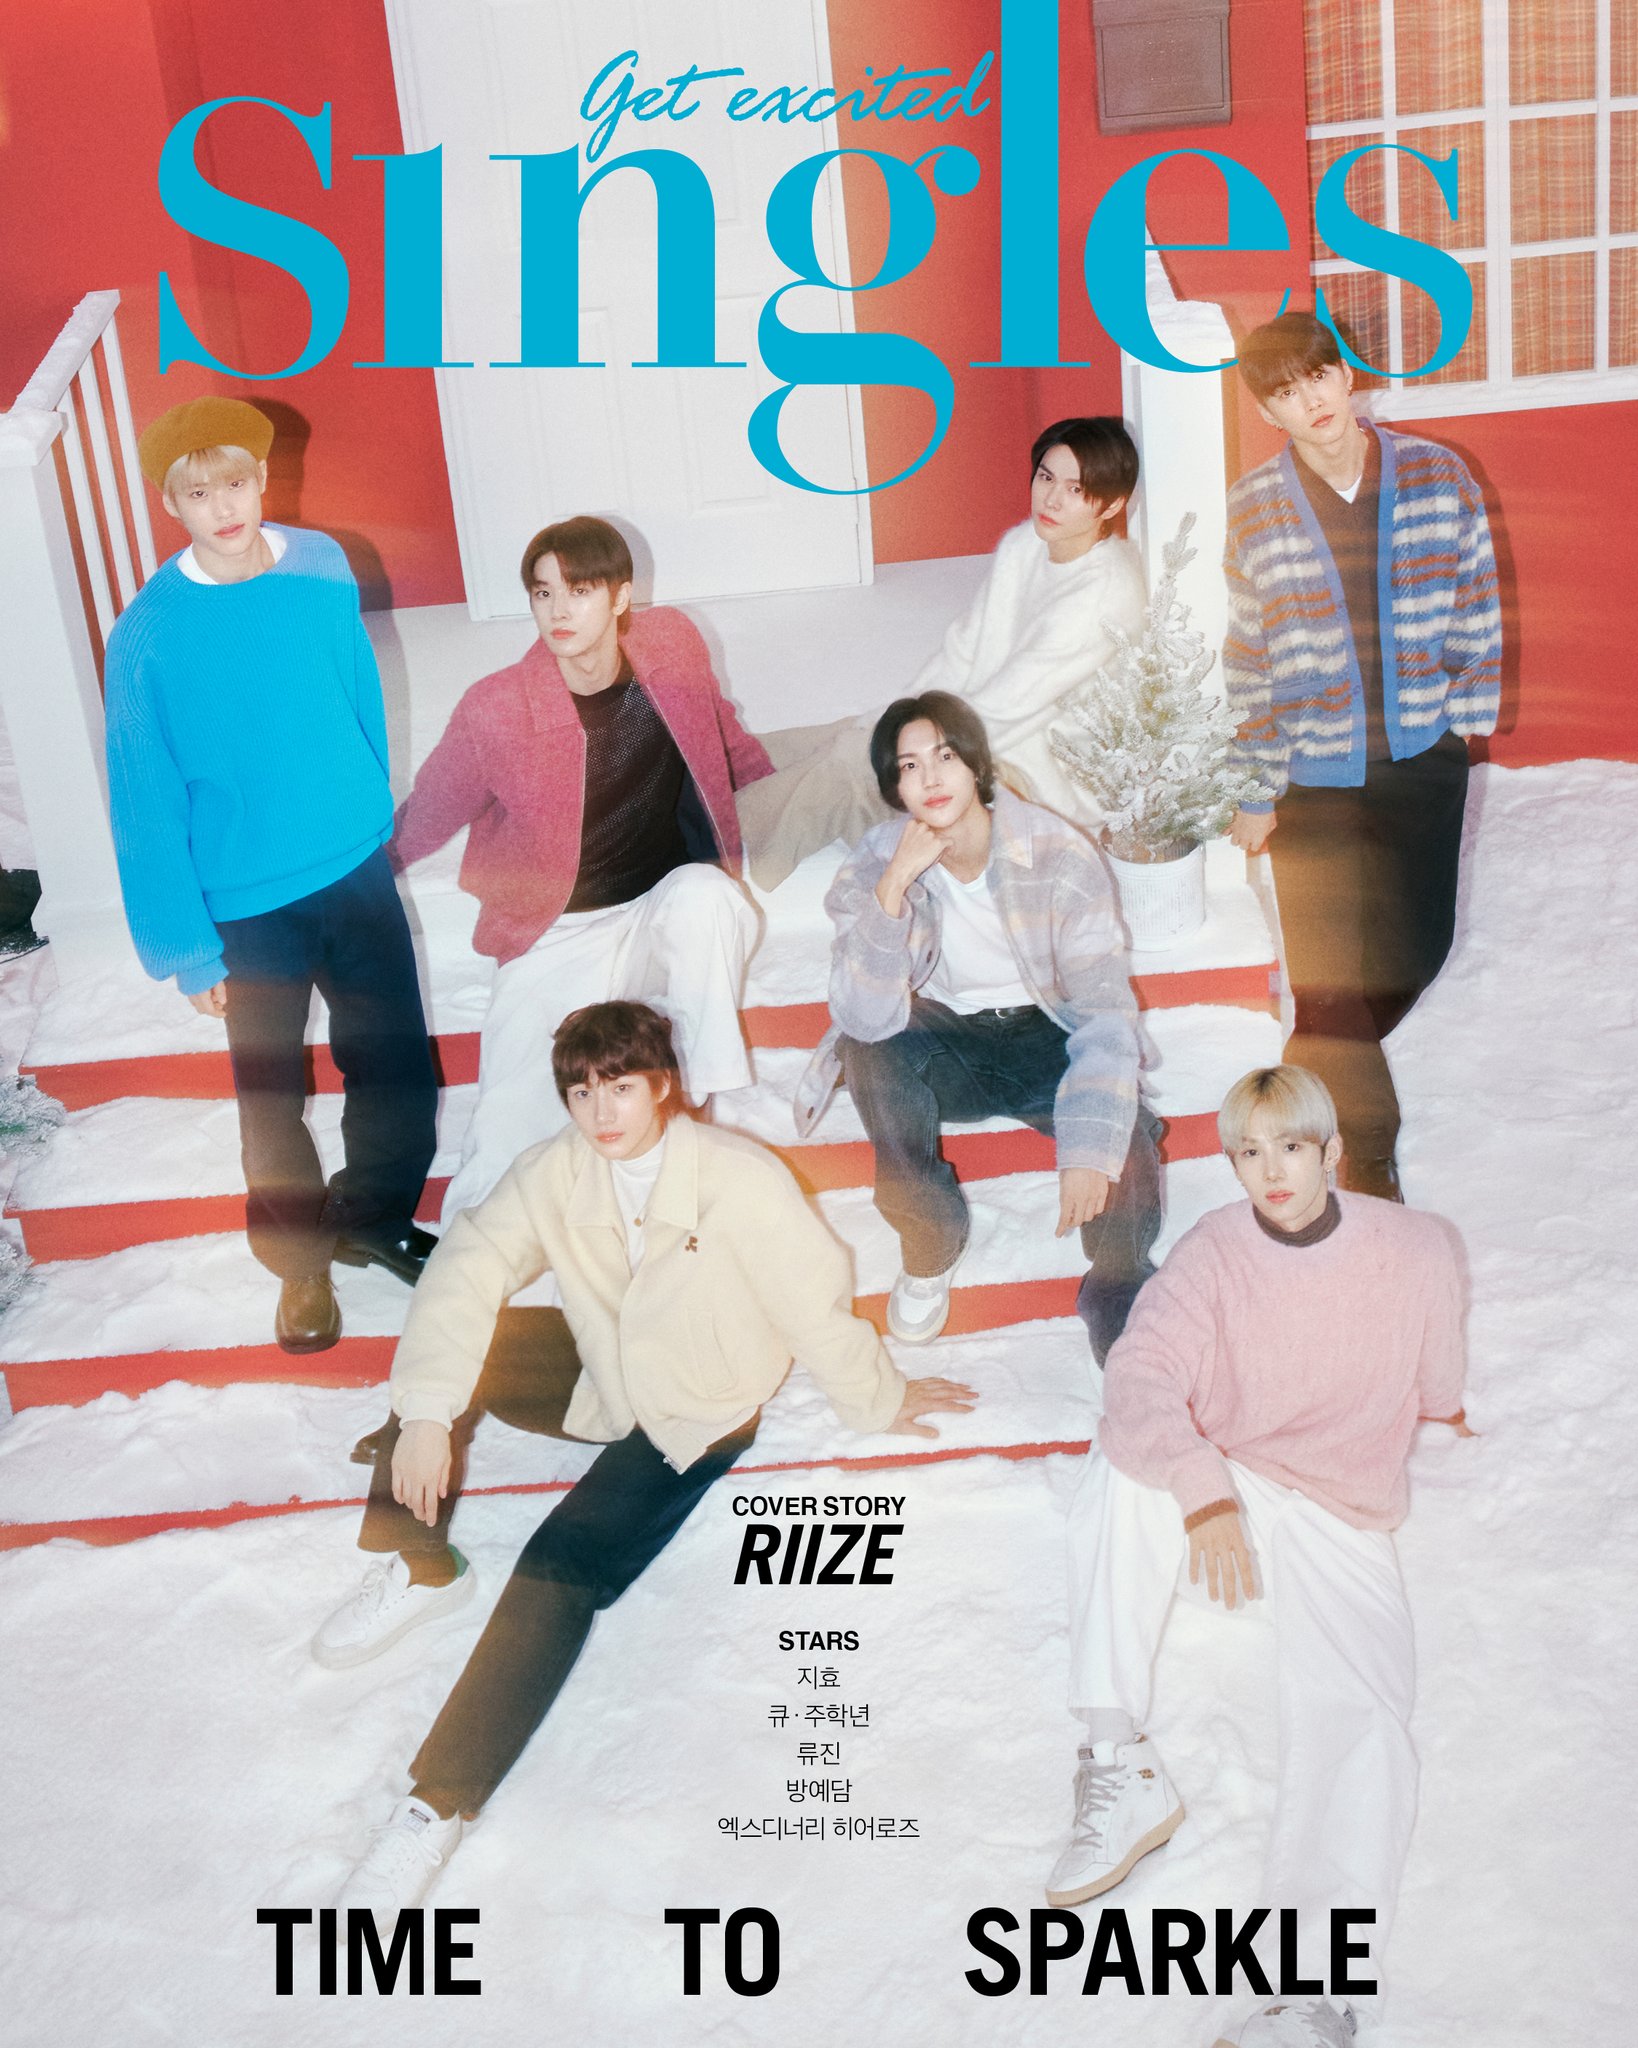 Get excited
Singles
COVER STORY
RIIZE
STARS
지효
큐·주학년
류진
방예담
엑스디너리 히어로즈
TIME TO SPARKLE